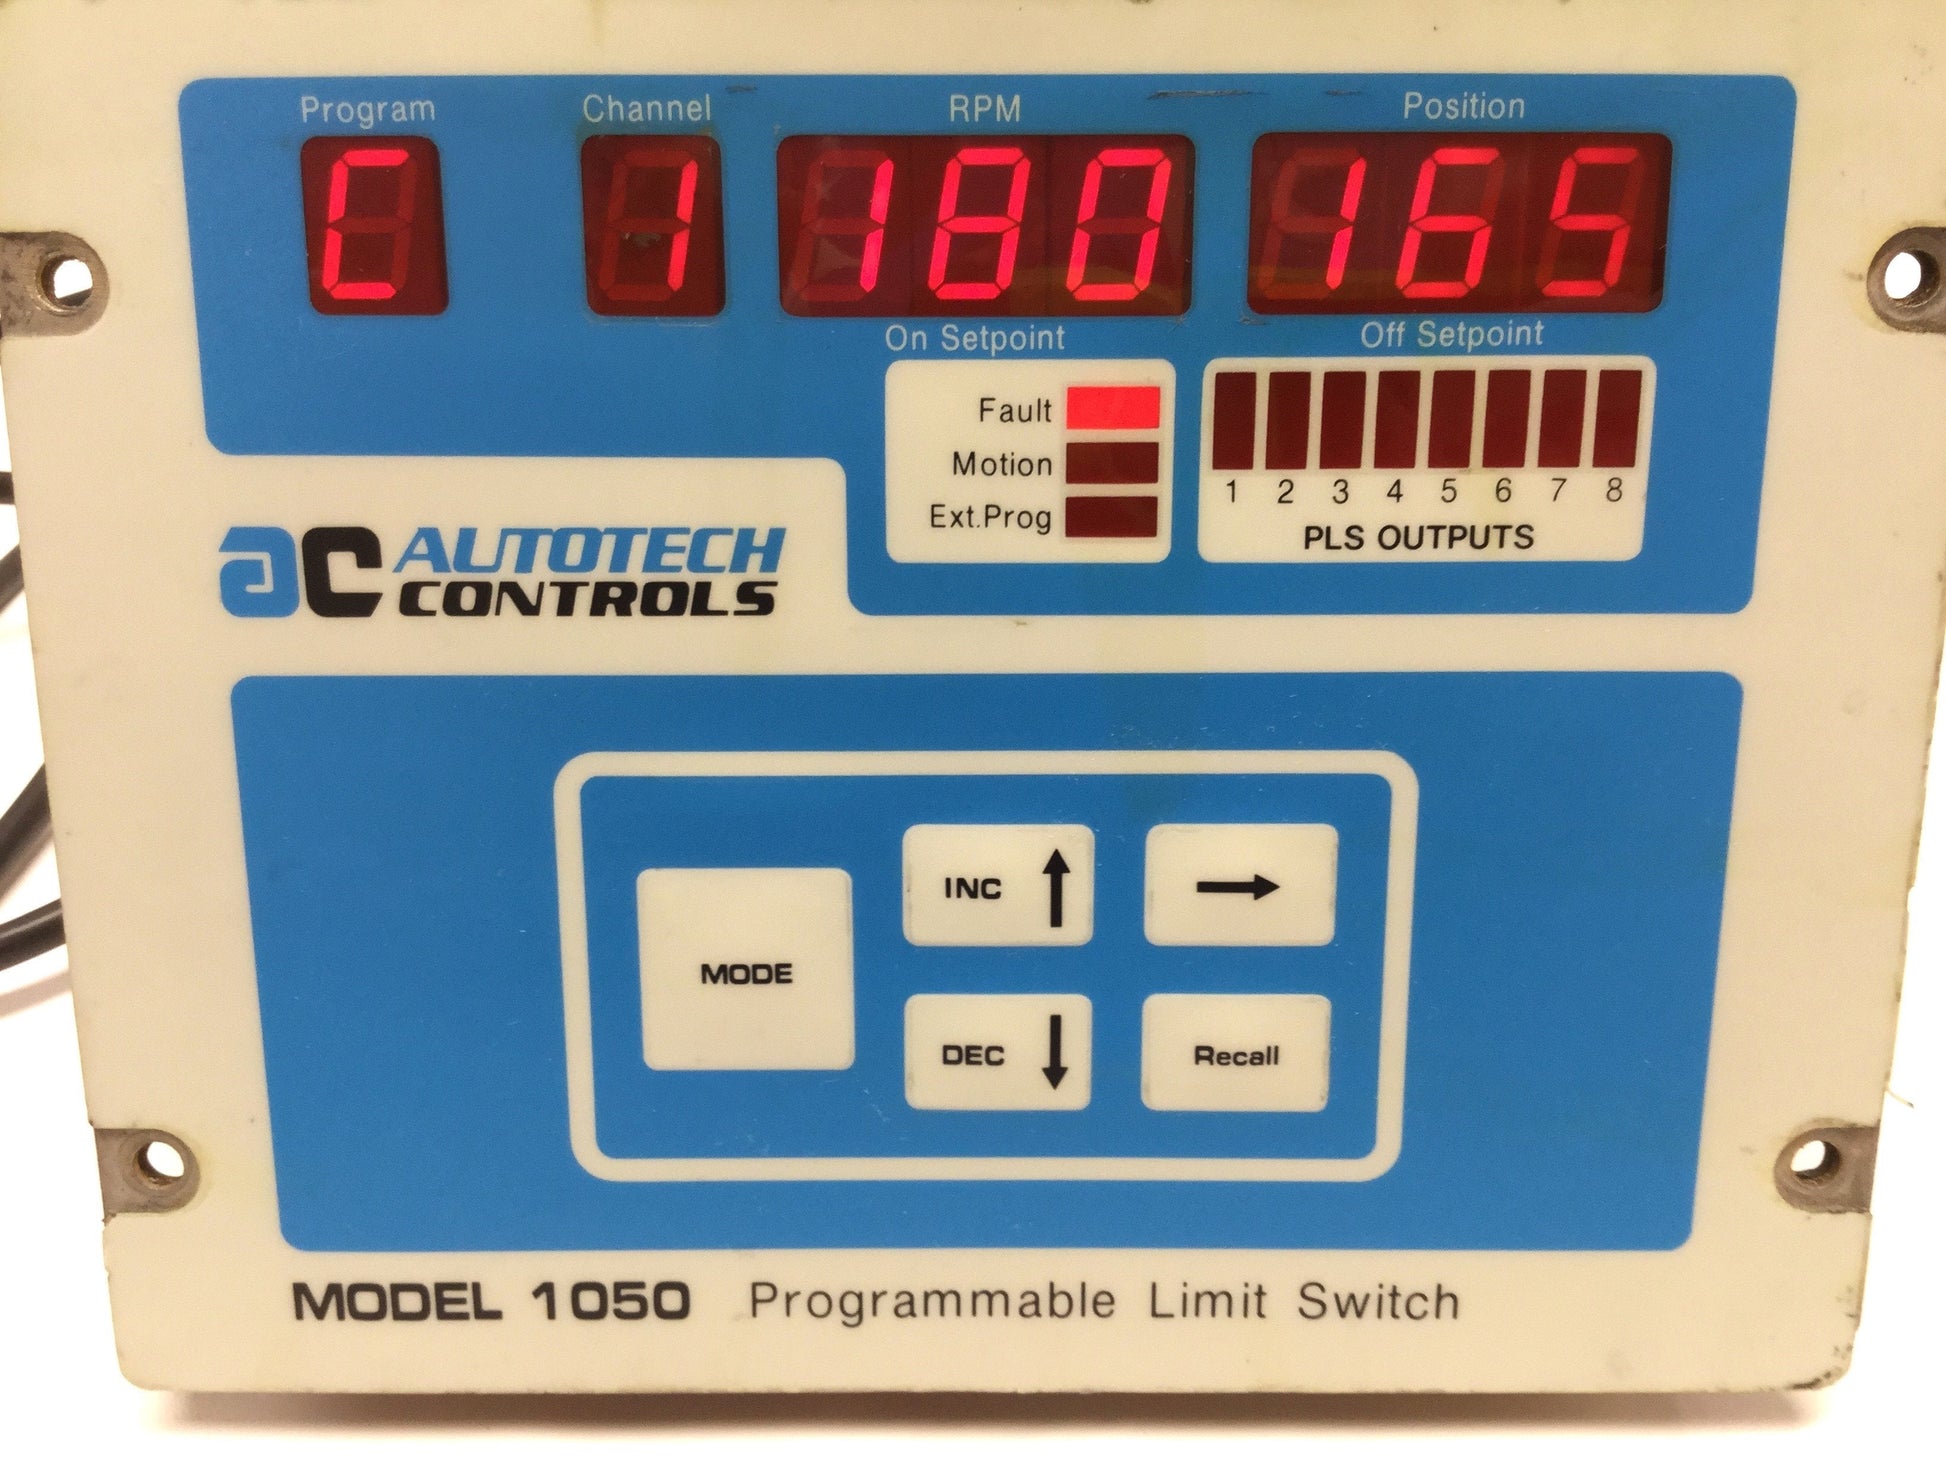 Program Channel RPM Position
C 1 180 165
On Setpoint Off Setpoint
Fault
Motion
Ext.Prog
1 2 3 4 5 6 7 8
PLS OUTPUTS
ac AUTOTECH
CONTROLS
MODE
INC ↑ →
DEC ↓ Recall
MODEL 1050 Programmable Limit Switch